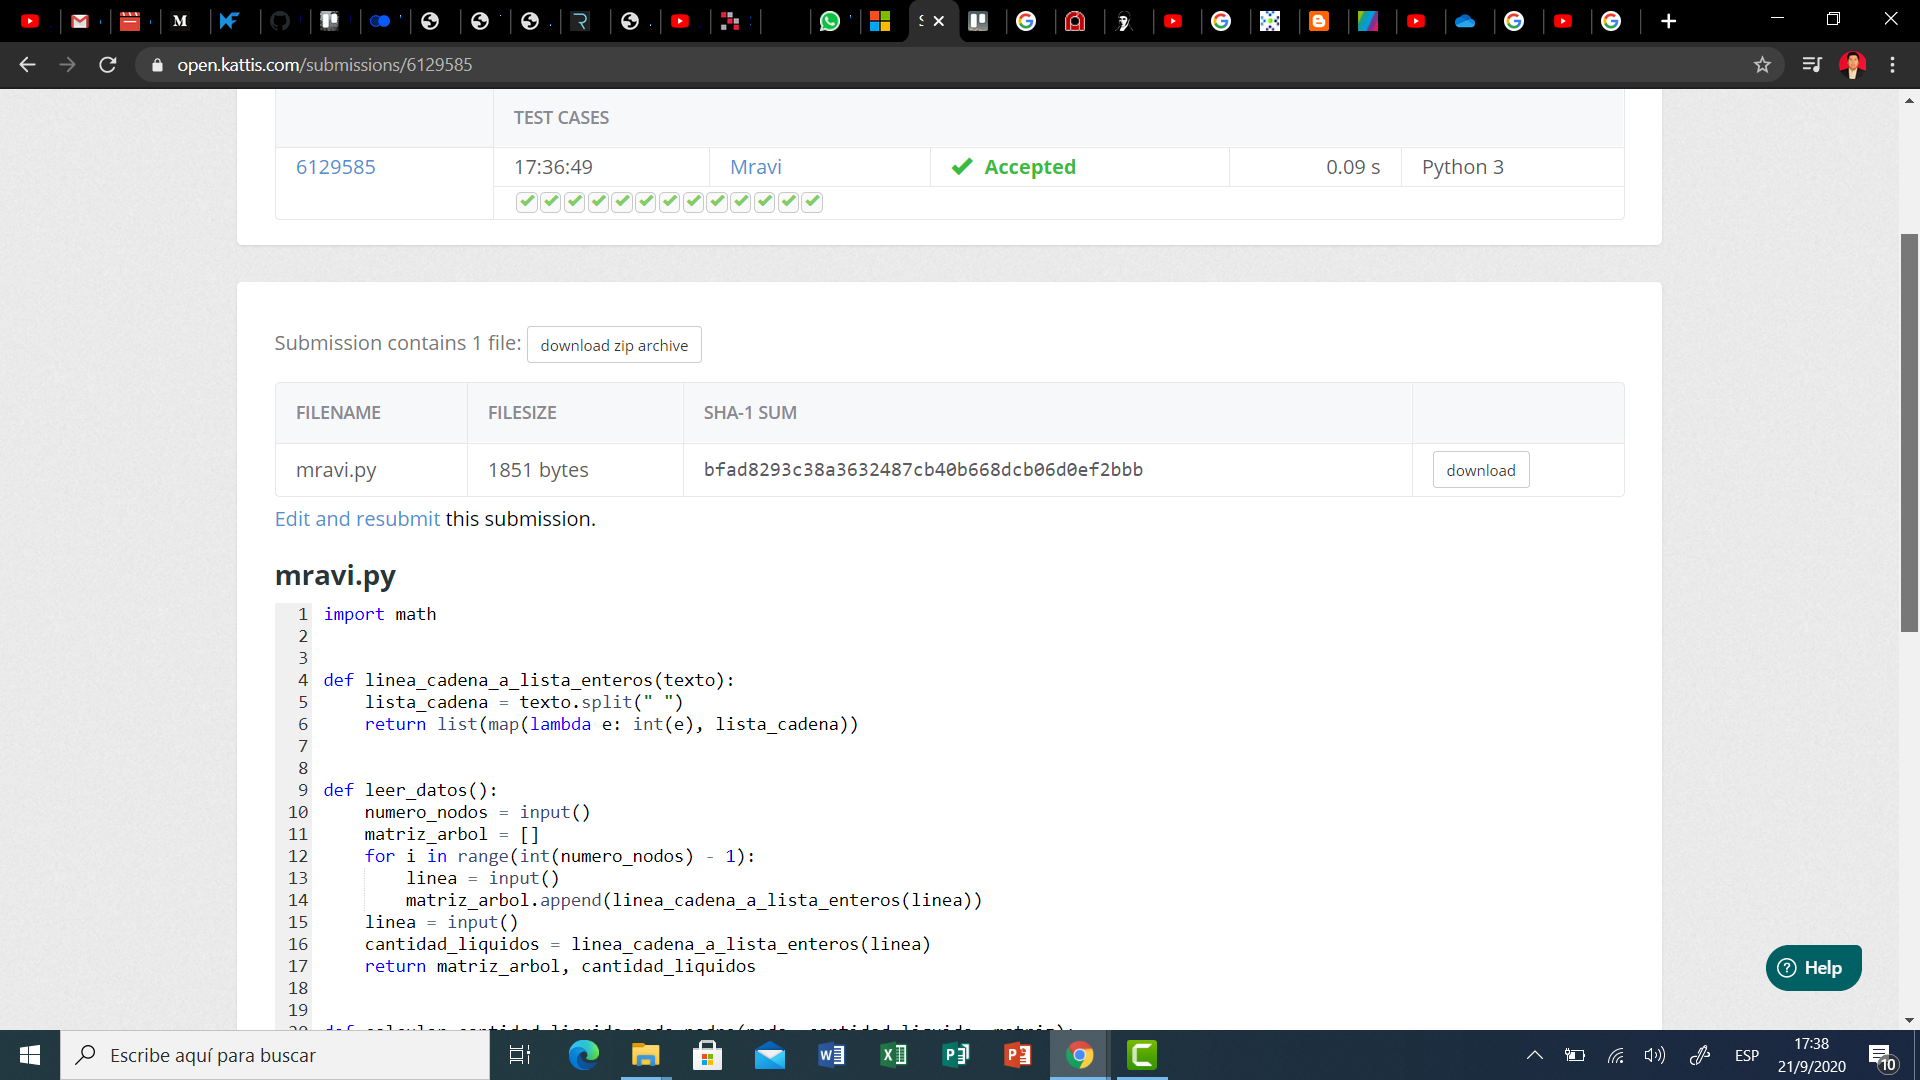 open.kattis.com/submissions/6129585
TEST CASES
6129585 17:36:49 Mravi Accepted 0.09 s Python 3
Submission contains 1 file: download zip archive
FILENAME FILESIZE SHA-1 SUM
mravi.py 1851 bytes bfad8293c38a3632487cb40b668dcb06d0ef2bbb download
Edit and resubmit this submission.
mravi.py
1 import math
2
3
4 def linea_cadena_a_lista_enteros(texto):
5 lista_cadena = texto.split(" ")
6 return list(map(lambda e: int(e), lista_cadena))
7
8
9 def leer_datos():
10 numero_nodos = input()
11 matriz_arbol = []
12 for i in range(int(numero_nodos) - 1):
13 linea = input()
14 matriz_arbol.append(linea_cadena_a_lista_enteros(linea))
15 linea = input()
16 cantidad_liquidos = linea_cadena_a_lista_enteros(linea)
17 return matriz_arbol, cantidad_liquidos
18
19
Help
Escribe aquí para buscar
ESP
17:38
21/9/2020
10